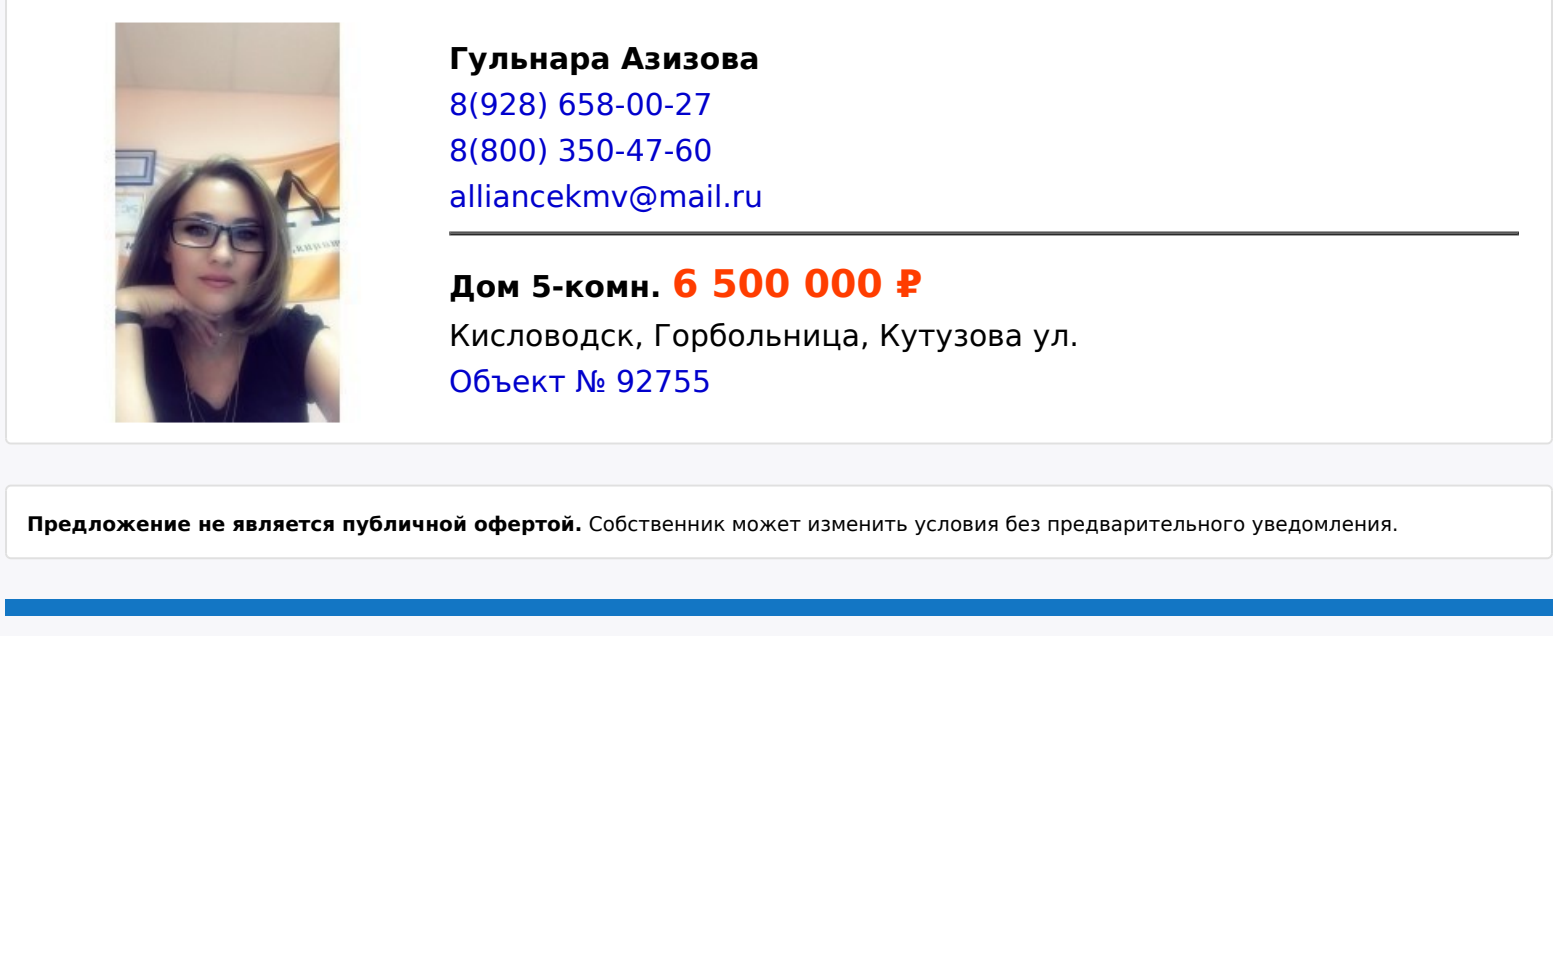 Гульнара Азизова
8(928) 658-00-27
8(800) 350-47-60
alliancekmv@mail.ru
Дом 5-комн. 6 500 000 ₽
Кисловодск, Горбольница, Кутузова ул.
Объект № 92755
Предложение не является публичной офертой. Собственник может изменить условия без предварительного уведомления.